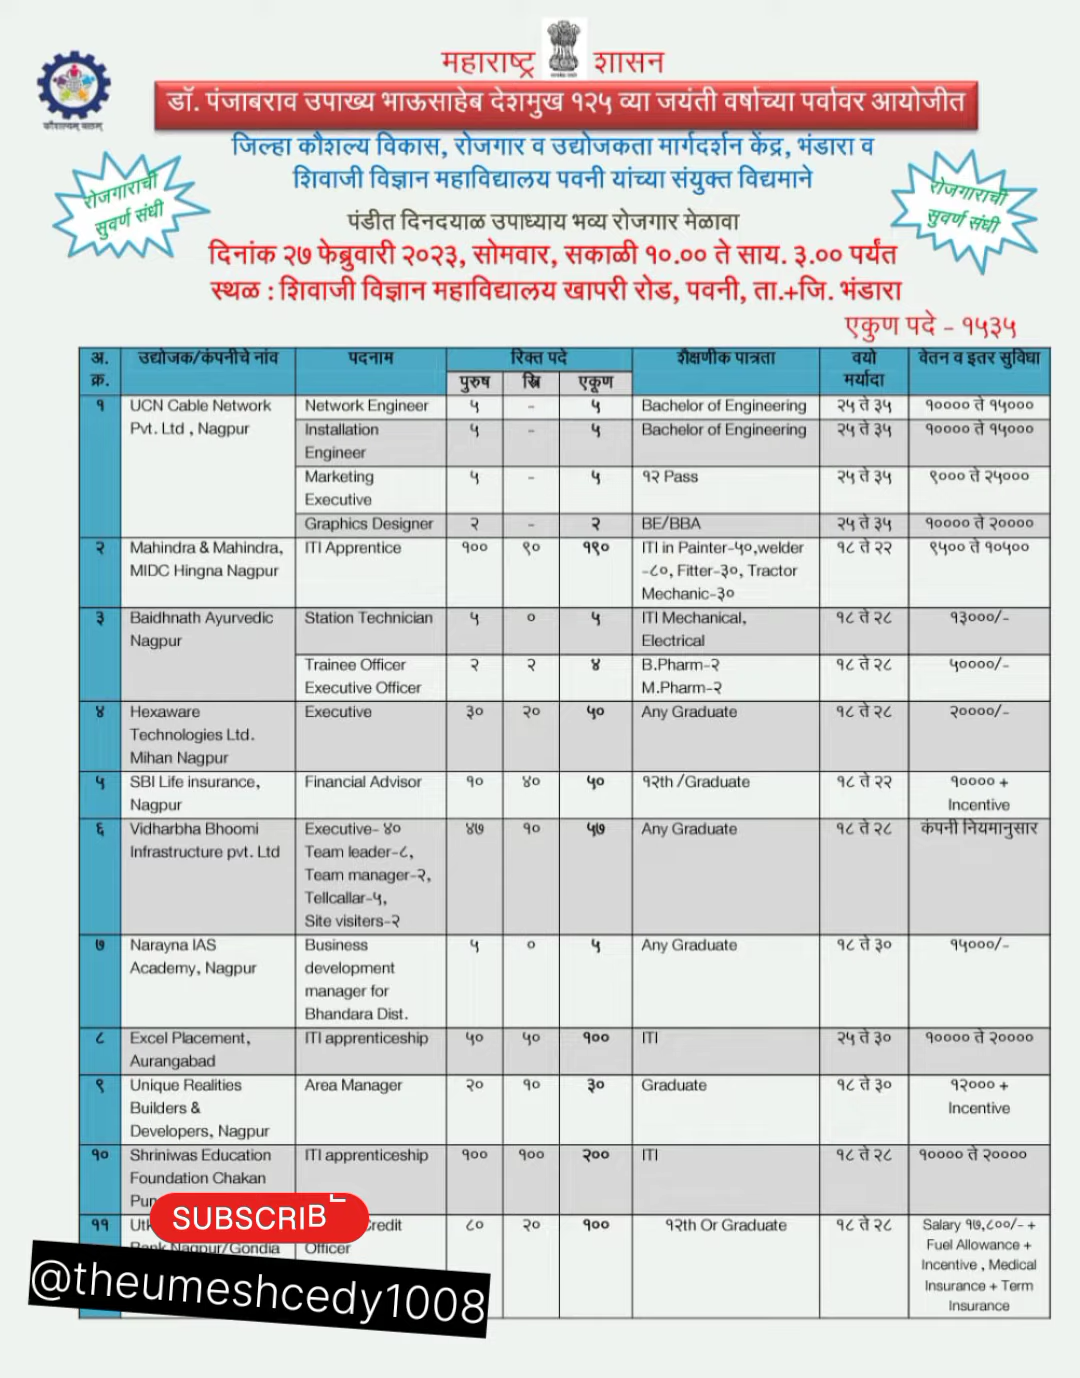 महाराष्ट्र शासन
कौशल्यम् बलम्
डॉ. पंजाबराव उपाख्य भाऊसाहेब देशमुख १२५ व्या जयंती वर्षाच्या पर्वावर आयोजीत
जिल्हा कौशल्य विकास, रोजगार व उद्योजकता मार्गदर्शन केंद्र, भंडारा व
शिवाजी विज्ञान महाविद्यालय पवनी यांच्या संयुक्त विद्यमाने
रोजगाराची
सुवर्ण संधी
रोजगाराची
सुवर्ण संधी
पंडीत दिनदयाळ उपाध्याय भव्य रोजगार मेळावा
दिनांक २७ फेब्रुवारी २०२३, सोमवार, सकाळी १०.०० ते साय. ३.०० पर्यंत
स्थळ : शिवाजी विज्ञान महाविद्यालय खापरी रोड, पवनी, ता.+जि. भंडारा
एकुण पदे - १५३५
अ. उद्योजक/कंपनीचे नांव पदनाम रिक्त पदे शैक्षणीक पात्रता वयो वेतन व इतर सुविधा
क्र. पुरुष स्त्रि एकूण मर्यादा
१ UCN Cable Network Network Engineer ५ - ५ Bachelor of Engineering २५ ते ३५ १०००० ते १५०००
Pvt. Ltd , Nagpur Installation ५ - ५ Bachelor of Engineering २५ ते ३५ १०००० ते १५०००
Engineer
Marketing ५ - ५ १२ Pass २५ ते ३५ ९००० ते २५०००
Executive
Graphics Designer २ - २ BE/BBA २५ ते ३५ १०००० ते २००००
२ Mahindra & Mahindra, ITI Apprentice १०० ९० १९० ITI in Painter-५०,welder १८ ते २२ ९५०० ते १०५००
MIDC Hingna Nagpur -८०, Fitter-३०, Tractor
Mechanic-३०
३ Baidhnath Ayurvedic Station Technician ५ ० ५ ITI Mechanical, १८ ते २८ १३०००/-
Nagpur Electrical
Trainee Officer २ २ ४ B.Pharm-२ १८ ते २८ ५००००/-
Executive Officer M.Pharm-२
४ Hexaware Executive ३० २० ५० Any Graduate १८ ते २८ २००००/-
Technologies Ltd.
Mihan Nagpur
५ SBI Life insurance, Financial Advisor १० ४० ५० १२th /Graduate १८ ते २२ १०००० +
Nagpur Incentive
६ Vidharbha Bhoomi Executive- ४० ४७ १० ५७ Any Graduate १८ ते २८ कंपनी नियमानुसार
Infrastructure pvt. Ltd Team leader-८,
Team manager-२,
Tellcallar-५,
Site visiters-२
७ Narayna IAS Business ५ ० ५ Any Graduate १८ ते ३० १५०००/-
Academy, Nagpur development
manager for
Bhandara Dist.
८ Excel Placement, ITI apprenticeship ५० ५० १०० ITI २५ ते ३० १०००० ते २००००
Aurangabad
९ Unique Realities Area Manager २० १० ३० Graduate १८ ते ३० १२००० +
Builders & Incentive
Developers, Nagpur
१० Shriniwas Education ITI apprenticeship १०० १०० २०० ITI १८ ते २८ १०००० ते २००००
Foundation Chakan
SUBSCRIB
११ Credit ८० २० १०० १२th Or Graduate १८ ते २८ Salary १७,८००/- +
Bank Nagpur/Gondia Officer Fuel Allowance +
Incentive , Medical
Insurance + Term
Insurance
@theumeshcedy1008